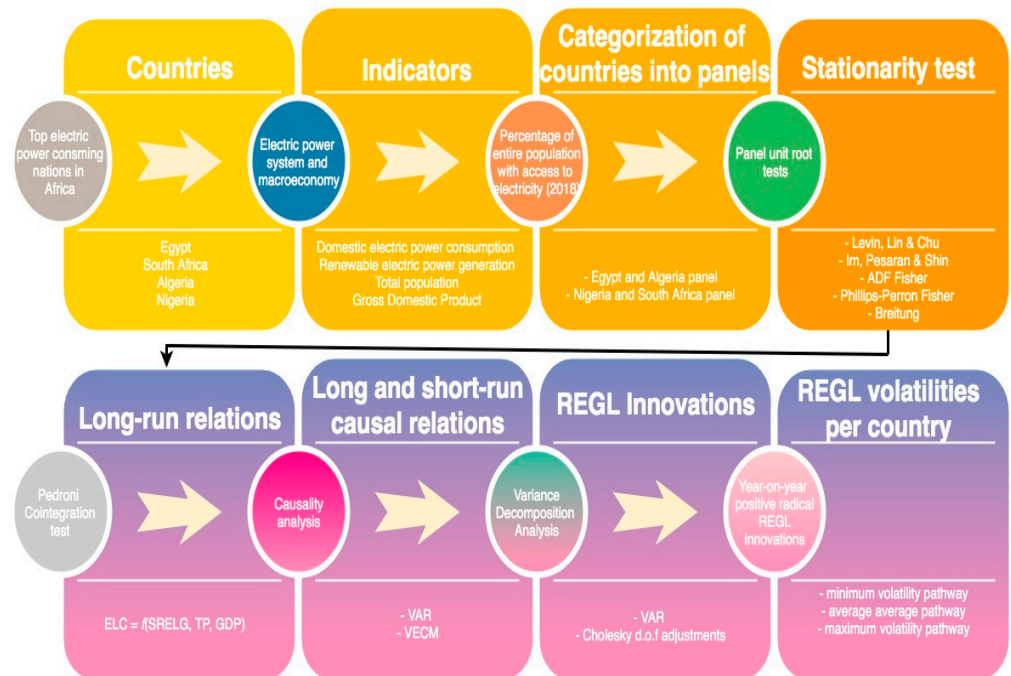 Countries
Top electric
power consming
nations in
Africa
Egypt
South Africa
Algeria
Nigeria
Indicators
Electric power
system and
macroeconomy
Domestic electric power consumption
Renewable electric power generation
Total population
Gross Domestic Product
Categorization of
countries into panels
Percentage of
entire population
with access to
electricity (2018)
- Egypt and Algeria panel
- Nigeria and South Africa panel
Stationarity test
Panel unit root
tests
- Levin, Lin & Chu
- Im, Pesaran & Shin
- ADF Fisher
- Phillips-Perron Fisher
- Breitung
Long-run relations
Pedroni
Cointegration
test
ELC = f(SRELG, TP, GDP)
Long and short-run
causal relations
Causality
analysis
- VAR
- VECM
REGL Innovations
Variance
Decomposition
Analysis
- VAR
- Cholesky d.o.f adjustments
REGL volatilities
per country
Year-on-year
positive radical
REGL
innovations
- minimum volatility pathway
- average average pathway
- maximum volatility pathway